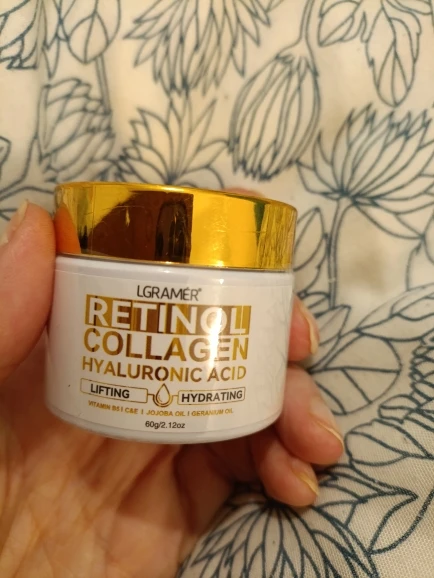 LGRAMER®
RETINOL
COLLAGEN
HYALURONIC ACID
LIFTING HYDRATING
VITAMIN B5 | C&E | JOJOBA OIL | GERANIUM OIL
60g/2.12oz